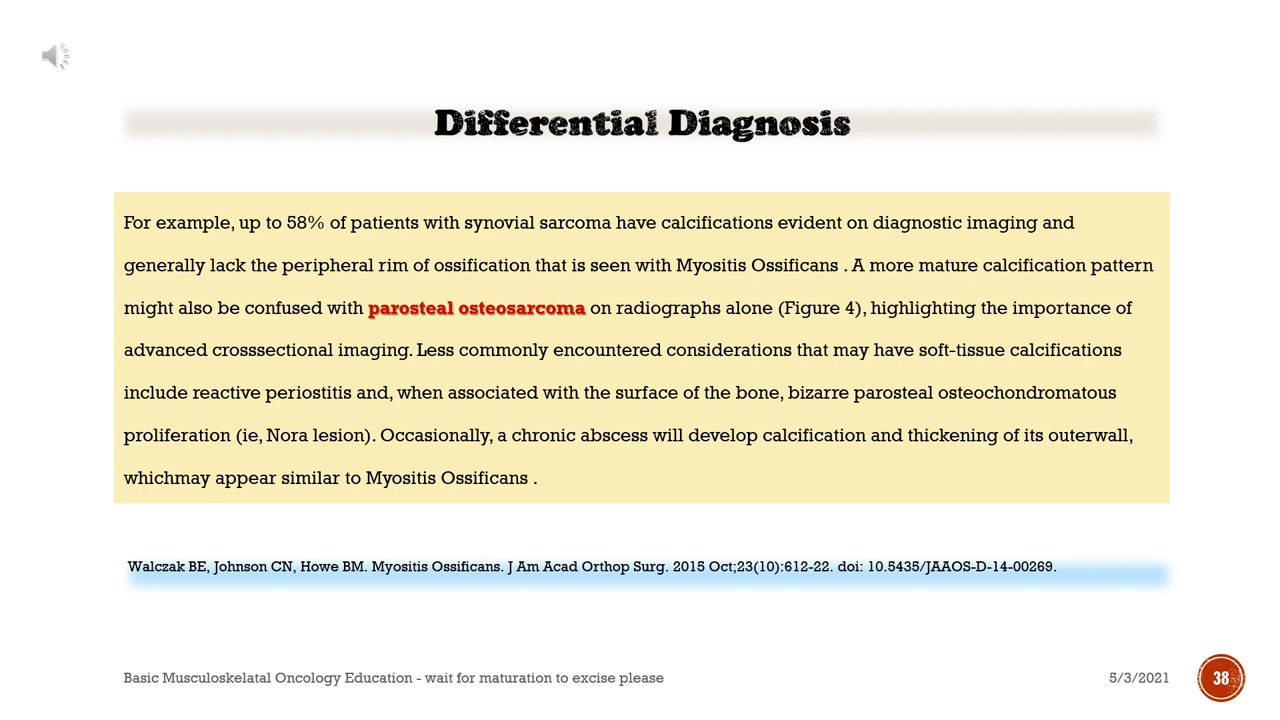 Differential Diagnosis
For example, up to 58% of patients with synovial sarcoma have calcifications evident on diagnostic imaging and
generally lack the peripheral rim of ossification that is seen with Myositis Ossificans . A more mature calcification pattern
might also be confused with parosteal osteosarcoma on radiographs alone (Figure 4), highlighting the importance of
advanced crosssectional imaging. Less commonly encountered considerations that may have soft-tissue calcifications
include reactive periostitis and, when associated with the surface of the bone, bizarre parosteal osteochondromatous
proliferation (ie, Nora lesion). Occasionally, a chronic abscess will develop calcification and thickening of its outerwall,
whichmay appear similar to Myositis Ossificans .
Walczak BE, Johnson CN, Howe BM. Myositis Ossificans. J Am Acad Orthop Surg. 2015 Oct;23(10):612-22. doi: 10.5435/JAAOS-D-14-00269.
Basic Musculoskelatal Oncology Education - wait for maturation to excise please
5/3/2021
38